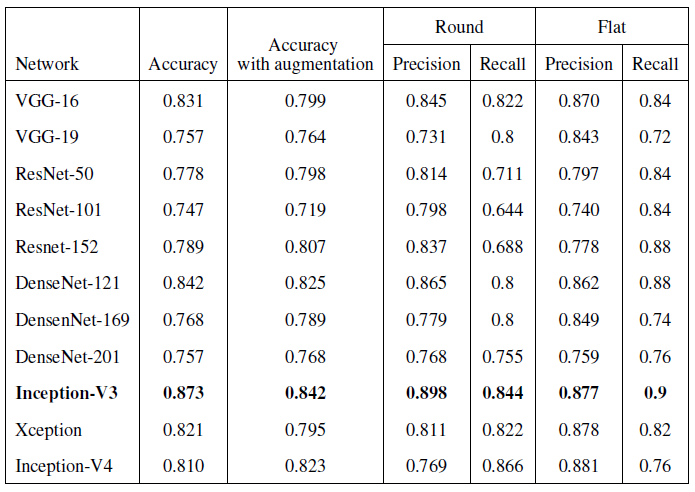 Round Flat
Accuracy
Network Accuracy with augmentation Precision Recall Precision Recall
VGG-16 0.831 0.799 0.845 0.822 0.870 0.84
VGG-19 0.757 0.764 0.731 0.8 0.843 0.72
ResNet-50 0.778 0.798 0.814 0.711 0.797 0.84
ResNet-101 0.747 0.719 0.798 0.644 0.740 0.84
Resnet-152 0.789 0.807 0.837 0.688 0.778 0.88
DenseNet-121 0.842 0.825 0.865 0.8 0.862 0.88
DensenNet-169 0.768 0.789 0.779 0.8 0.849 0.74
DenseNet-201 0.757 0.768 0.768 0.755 0.759 0.76
Inception-V3 0.873 0.842 0.898 0.844 0.877 0.9
Xception 0.821 0.795 0.811 0.822 0.878 0.82
Inception-V4 0.810 0.823 0.769 0.866 0.881 0.76